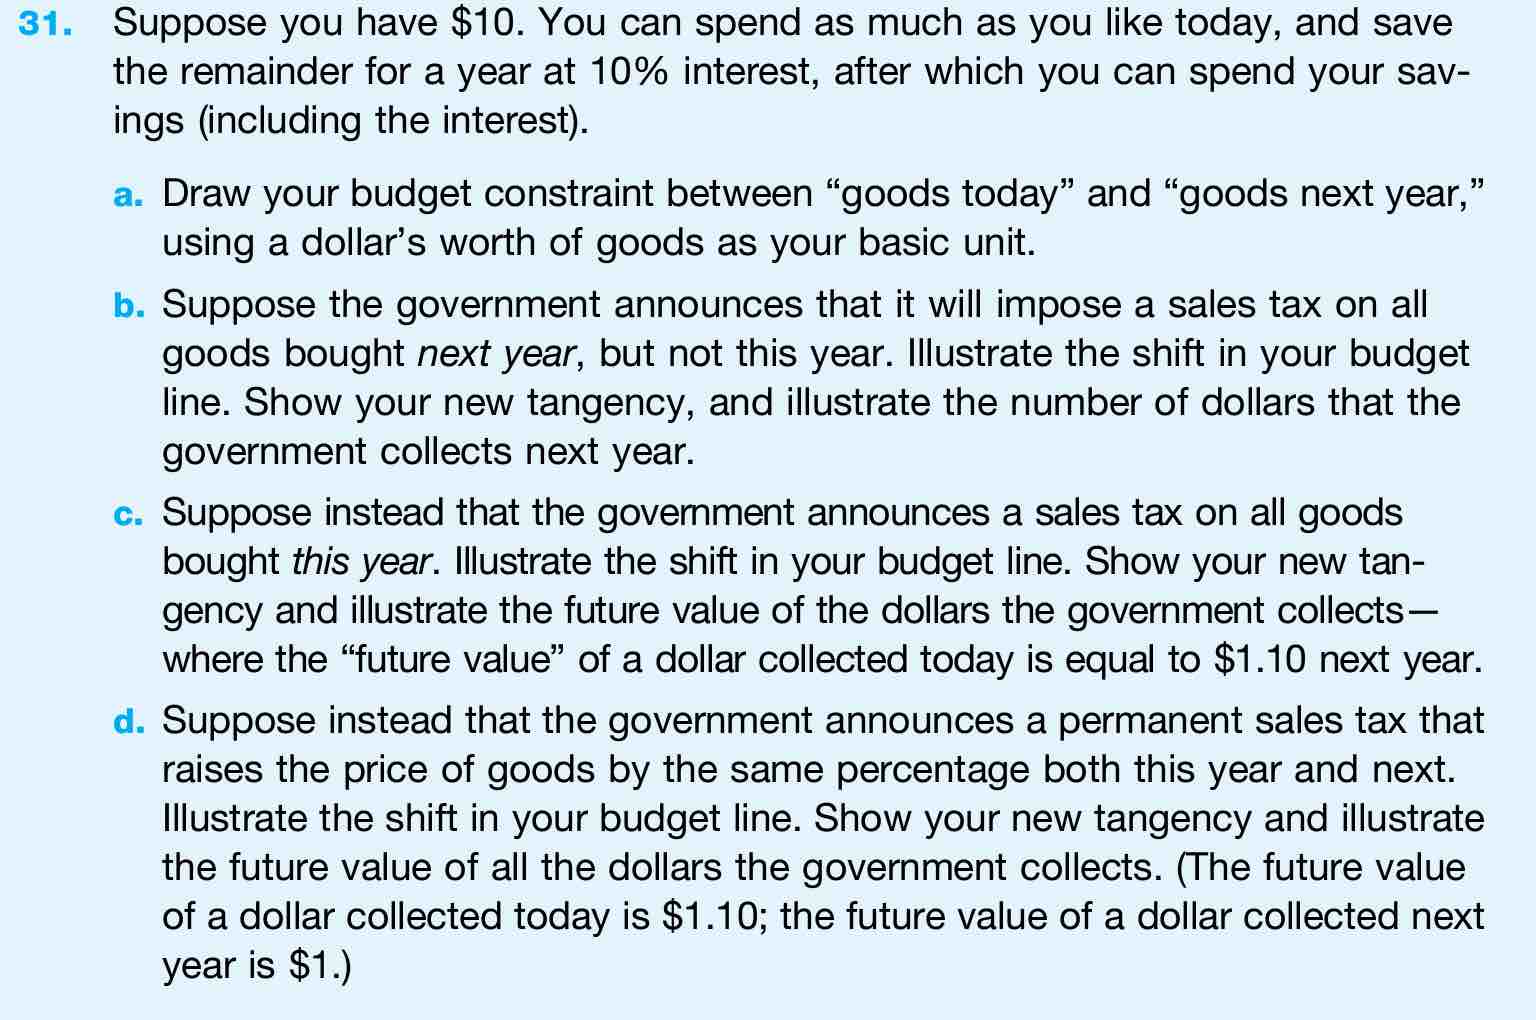 31. Suppose you have $10. You can spend as much as you like today, and save
the remainder for a year at 10% interest, after which you can spend your sav-
ings (including the interest).
a. Draw your budget constraint between “goods today” and “goods next year,”
using a dollar’s worth of goods as your basic unit.
b. Suppose the government announces that it will impose a sales tax on all
goods bought next year, but not this year. Illustrate the shift in your budget
line. Show your new tangency, and illustrate the number of dollars that the
government collects next year.
c. Suppose instead that the government announces a sales tax on all goods
bought this year. Illustrate the shift in your budget line. Show your new tan-
gency and illustrate the future value of the dollars the government collects—
where the “future value” of a dollar collected today is equal to $1.10 next year.
d. Suppose instead that the government announces a permanent sales tax that
raises the price of goods by the same percentage both this year and next.
Illustrate the shift in your budget line. Show your new tangency and illustrate
the future value of all the dollars the government collects. (The future value
of a dollar collected today is $1.10; the future value of a dollar collected next
year is $1.)